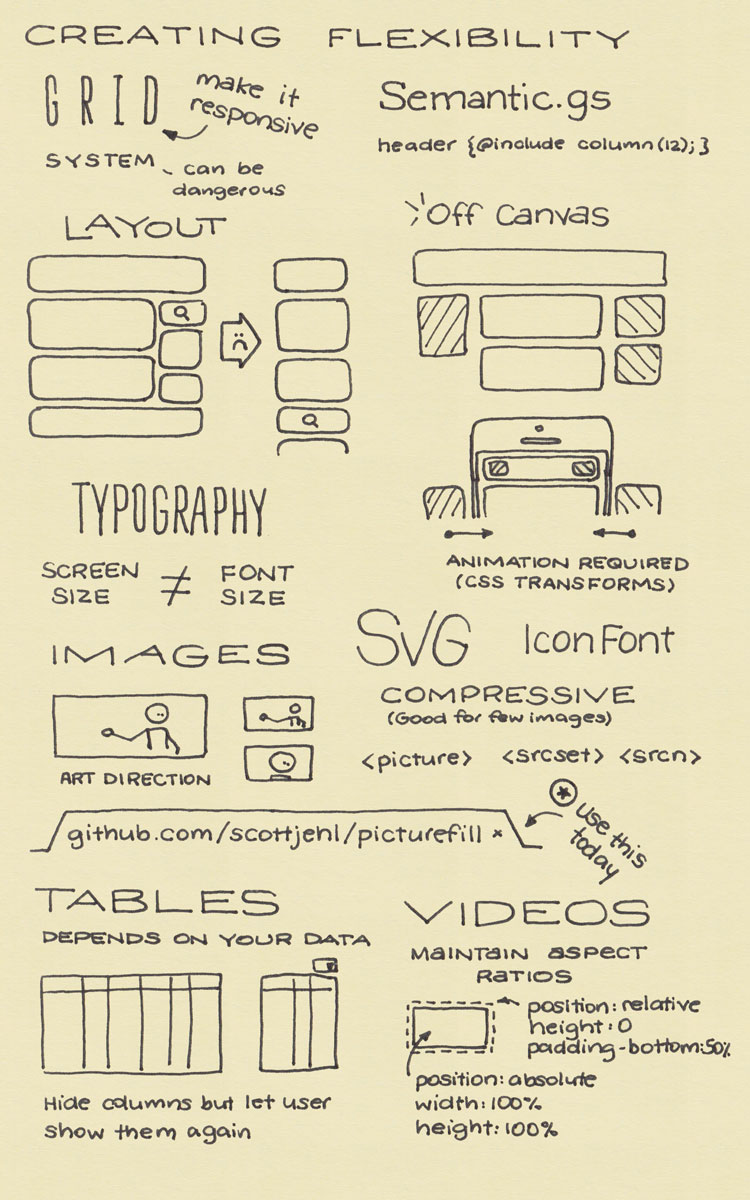 CREATING FLEXIBILITY
GRID
make it
responsive
SYSTEM
can be
dangerous
Semantic.gs
header {@include column(12);}
LAYOUT
Off Canvas
ANIMATION REQUIRED
(CSS TRANSFORMS)
TYPOGRAPHY
SCREEN
SIZE
≠
FONT
SIZE
IMAGES
ART DIRECTION
SVG
Icon Font
COMPRESSIVE
(Good for few images)
<picture> <srcset> <srcn>
github.com/scottjehl/picturefill ×
use this
today
TABLES
DEPENDS ON YOUR DATA
Hide columns but let user
show them again
VIDEOS
MAINTAIN ASPECT
RATIOS
position: relative
height: 0
padding-bottom:50%
position: absolute
width: 100%
height: 100%